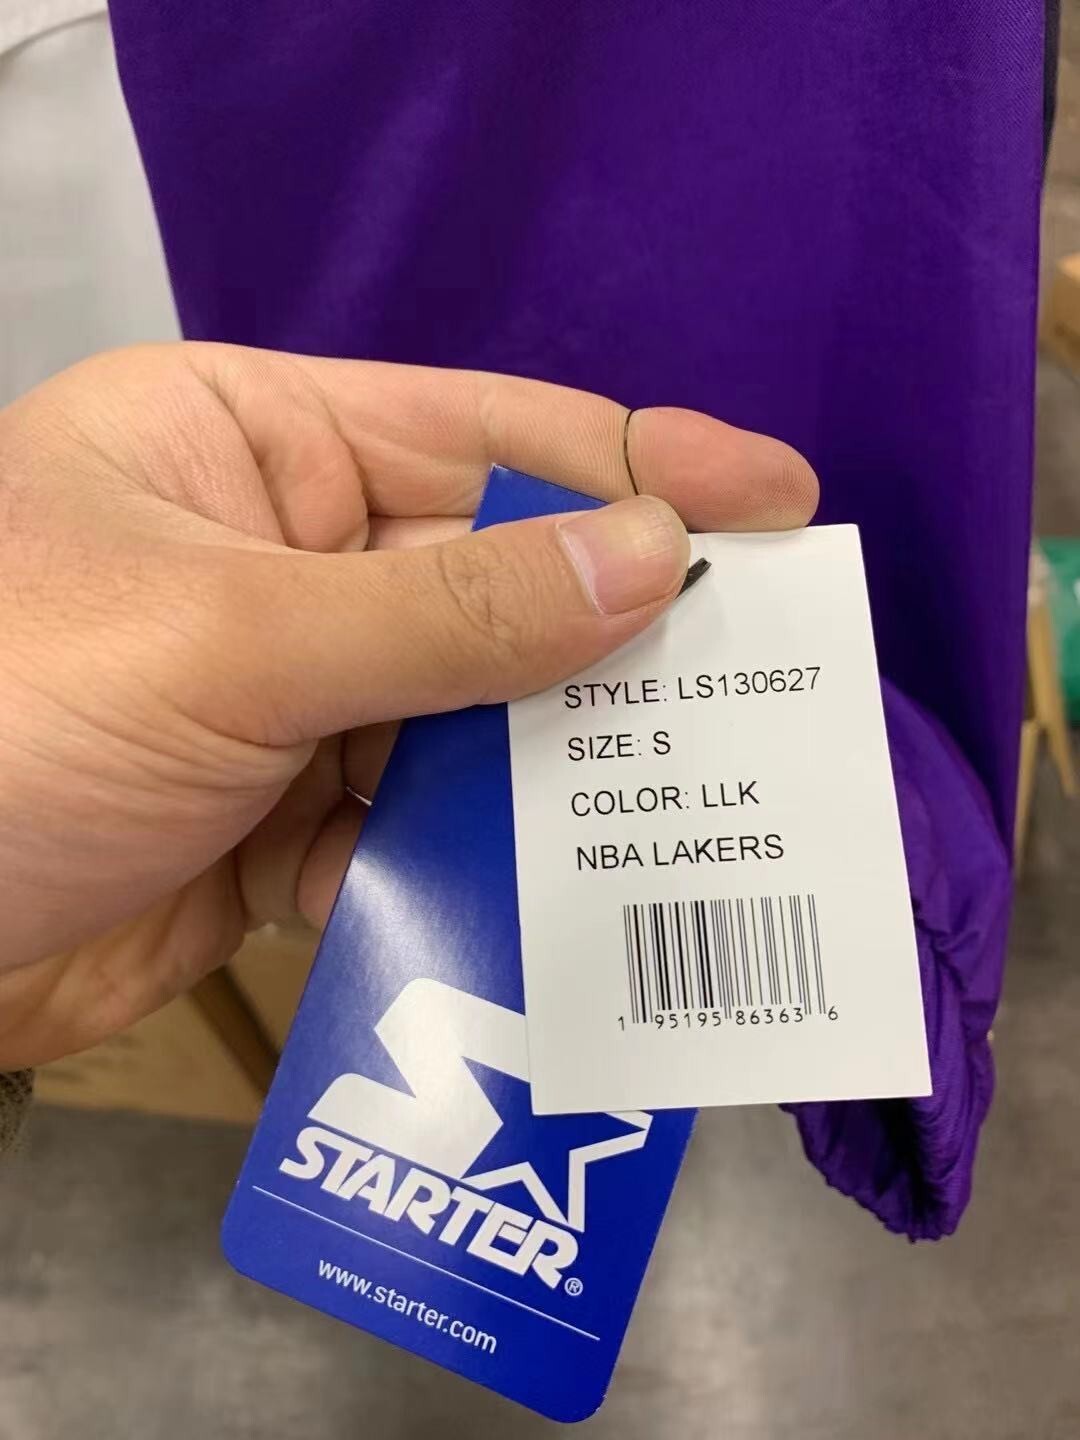 STYLE: LS130627
SIZE: S
COLOR: LLK
NBA LAKERS
1 95195 86363 6
STARTER®
www.starter.com